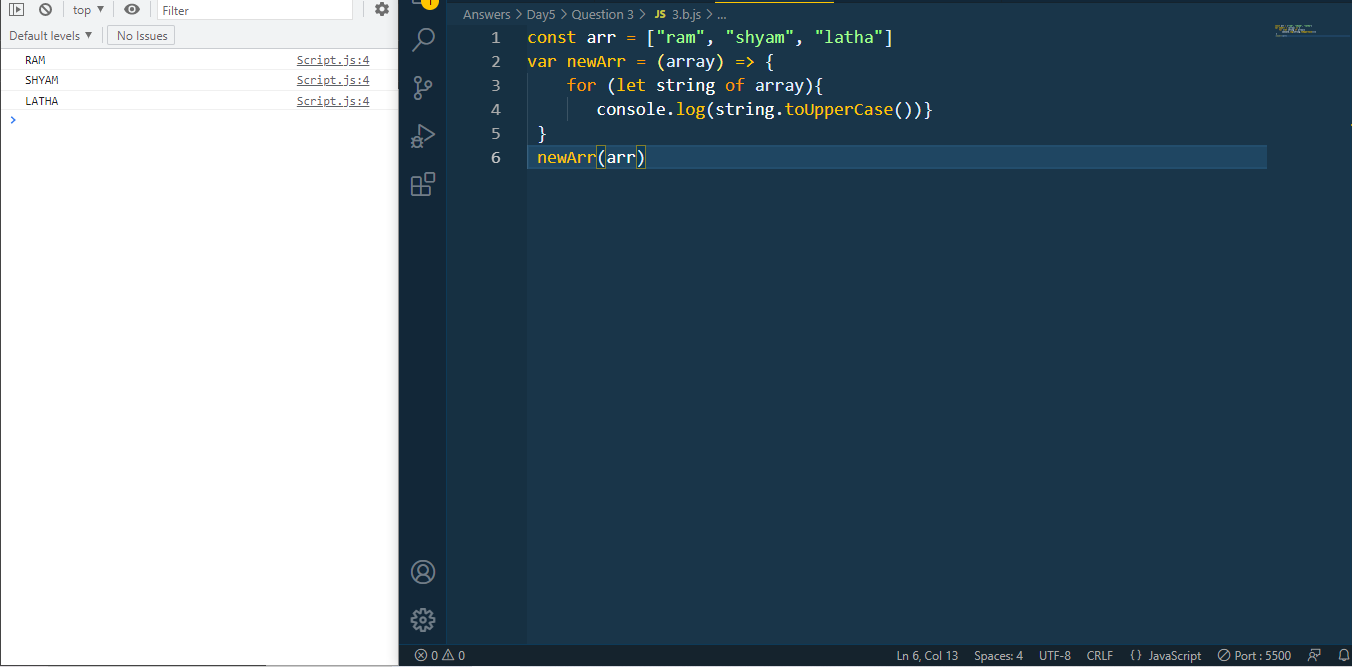 top ▼ Filter
Default levels ▼ No Issues
RAM Script.js:4
SHYAM Script.js:4
LATHA Script.js:4
>
1
Answers > Day5 > Question 3 > JS 3.b.js > ...
1 const arr = ["ram", "shyam", "latha"]
2 var newArr = (array) => {
3 for (let string of array){
4 console.log(string.toUpperCase())}
5 }
6 newArr(arr)
0 0 Ln 6, Col 13 Spaces: 4 UTF-8 CRLF {} JavaScript Port : 5500